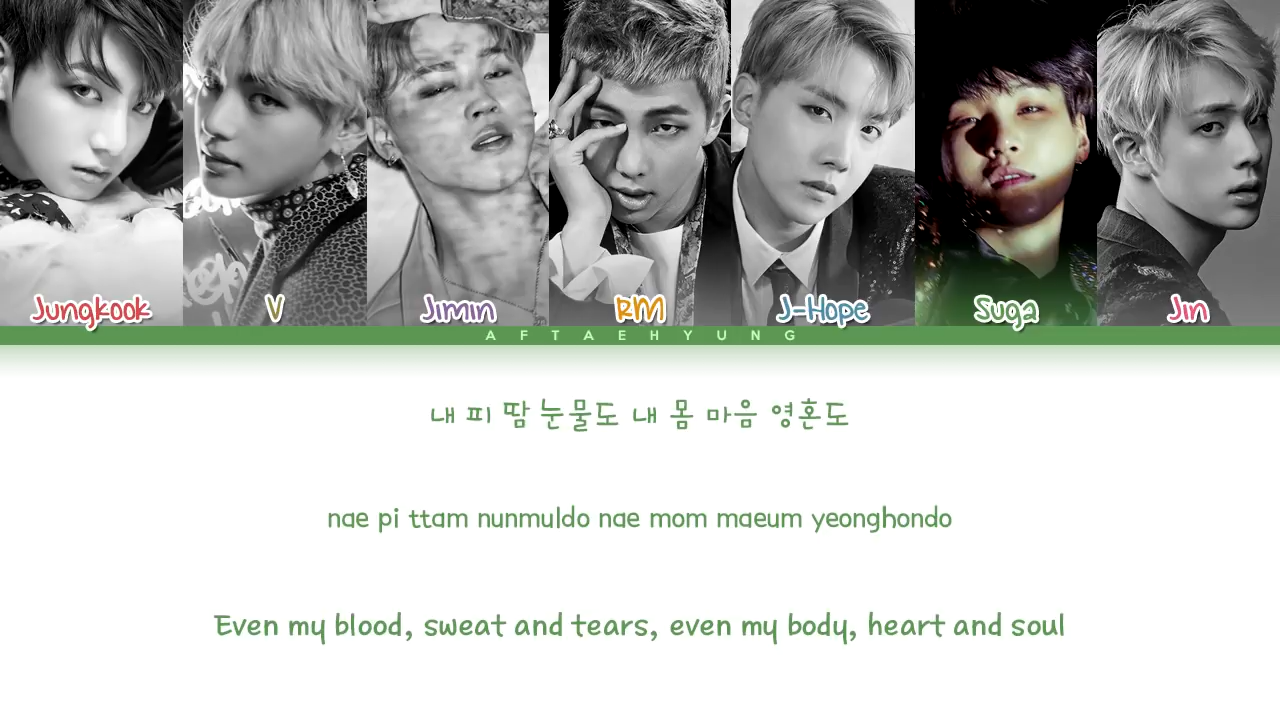 Jungkook V Jimin RM J-Hope Suga Jin
AFTAEHYUNG
내 피 땀 눈물도 내 몸 마음 영혼도
nae pi ttam nunmuldo nae mom maeum yeonghondo
Even my blood, sweat and tears, even my body, heart and soul